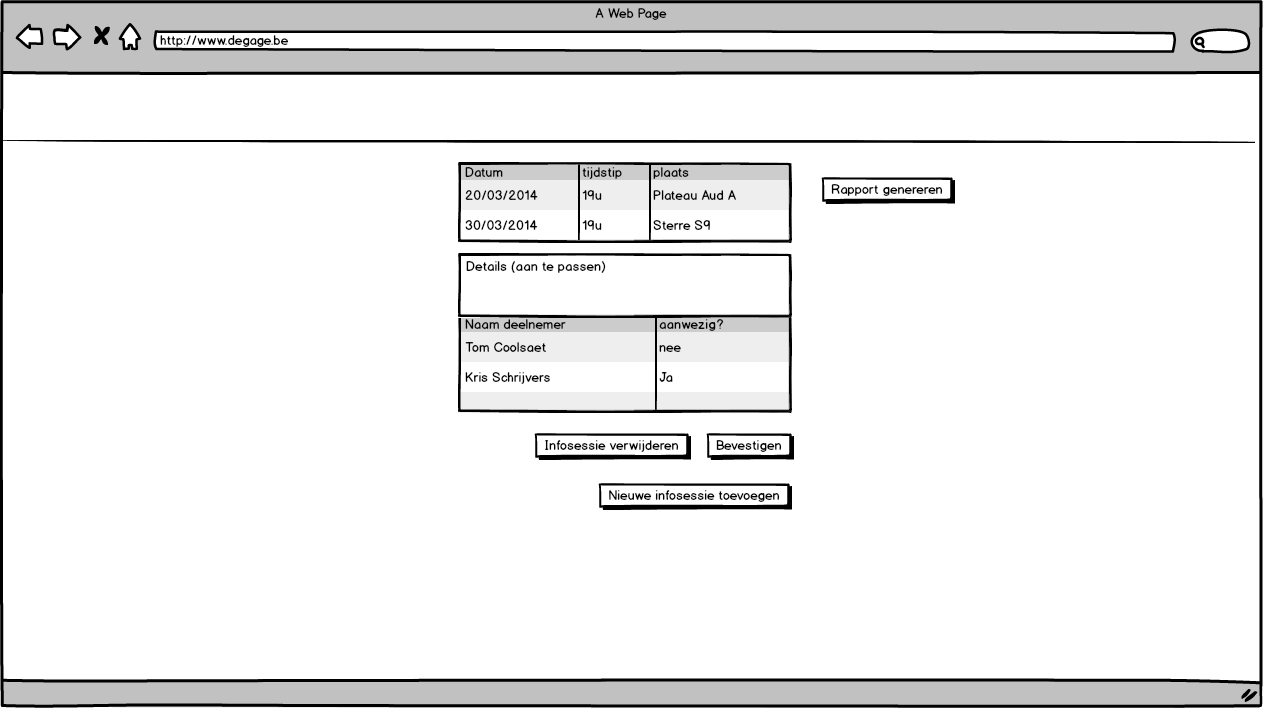 A Web Page
http://www.degage.be
Datum tijdstip plaats
20/03/2014 19u Plateau Aud A
30/03/2014 19u Sterre S9
Rapport genereren
Details (aan te passen)
Naam deelnemer aanwezig?
Tom Coolsaet nee
Kris Schrijvers Ja
Infosessie verwijderen Bevestigen
Nieuwe infosessie toevoegen